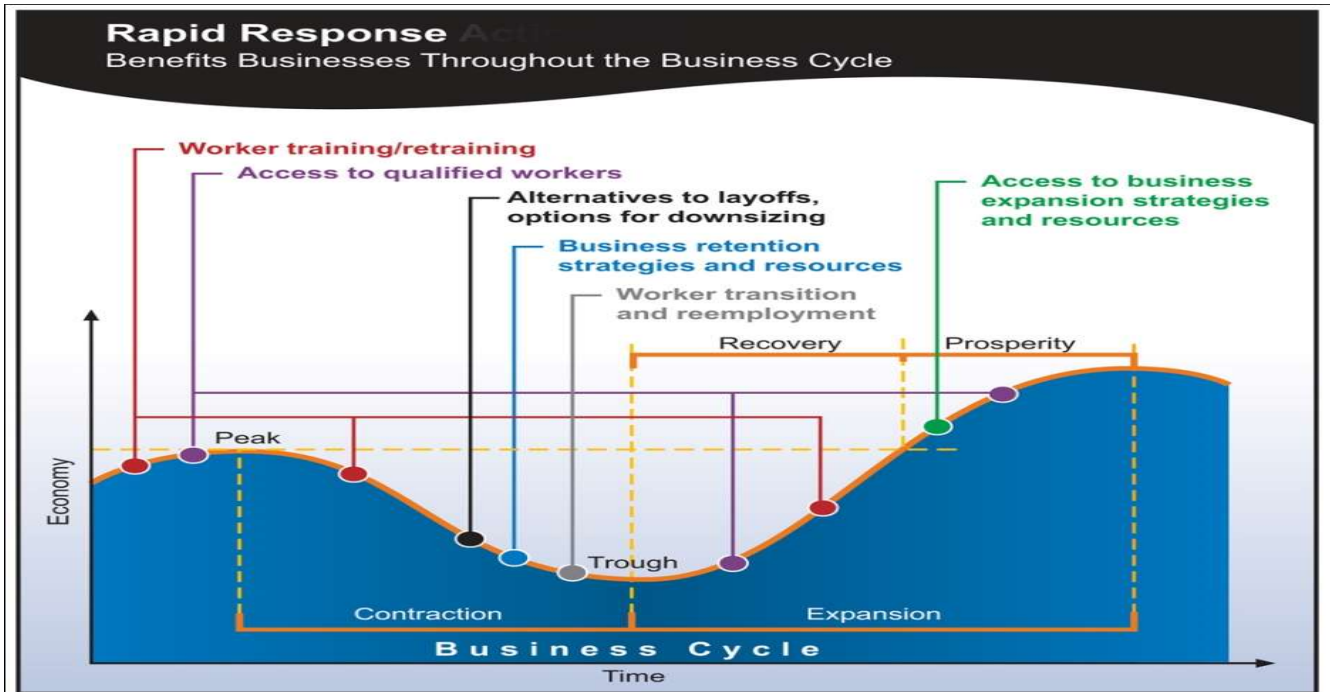 Rapid Response
Benefits Businesses Throughout the Business Cycle
Worker training/retraining
Access to qualified workers
Alternatives to layoffs,
options for downsizing
Business retention
strategies and resources
Worker transition
and reemployment
Access to business
expansion strategies
and resources
Recovery
Prosperity
Peak
Economy
Trough
Contraction
Expansion
Business Cycle
Time